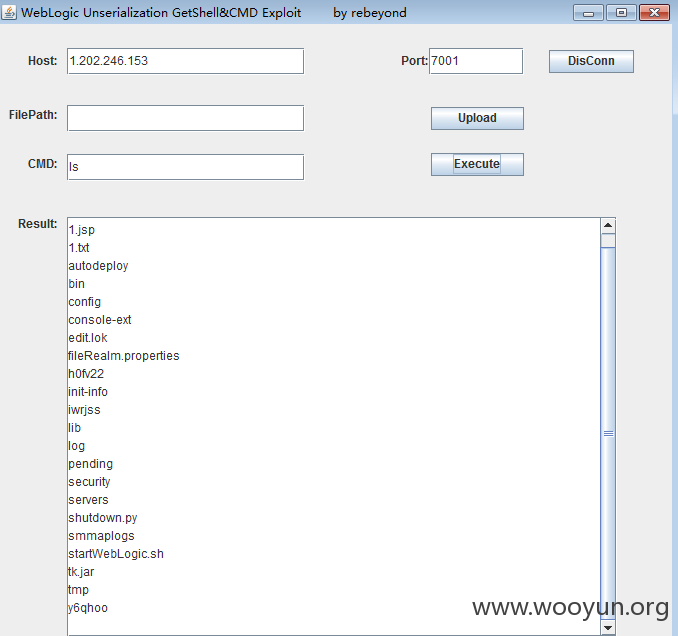 WebLogic Unserialization GetShell&CMD Exploit by rebeyond
Host: 1.202.246.153 Port: 7001 DisConn
FilePath: Upload
CMD: ls Execute
Result:
1.jsp
1.txt
autodeploy
bin
config
console-ext
edit.lok
fileRealm.properties
h0fv22
init-info
iwrjss
lib
log
pending
security
servers
shutdown.py
smmaplogs
startWebLogic.sh
tk.jar
tmp
y6qhoo
www.wooyun.org